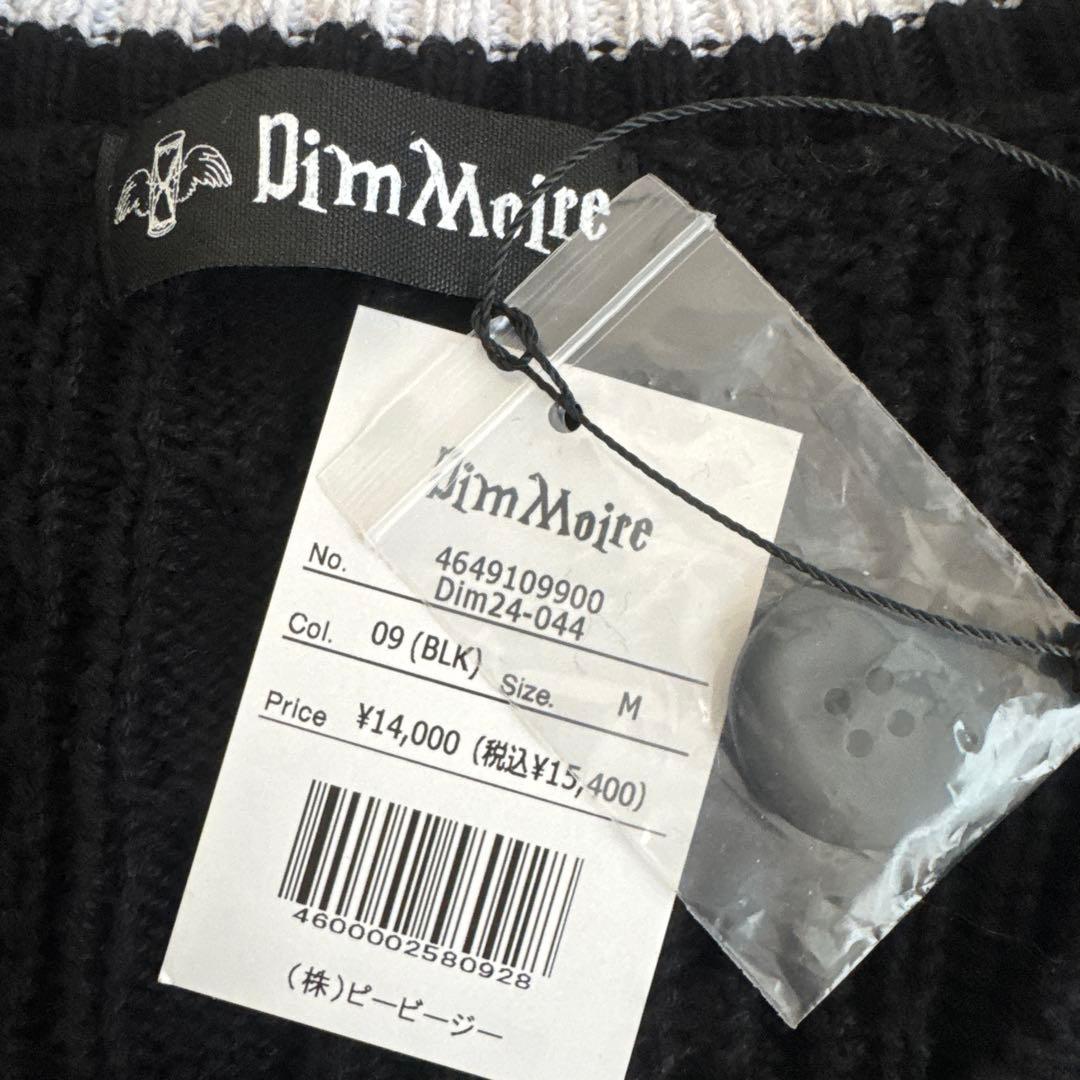 Dim Moire
Dim Moire
No. 4649109900
Dim24-044
Col. 09 (BLK) Size. M
Price ¥14,000 (税込¥15,400)
4600002580928
(株)ピービージー